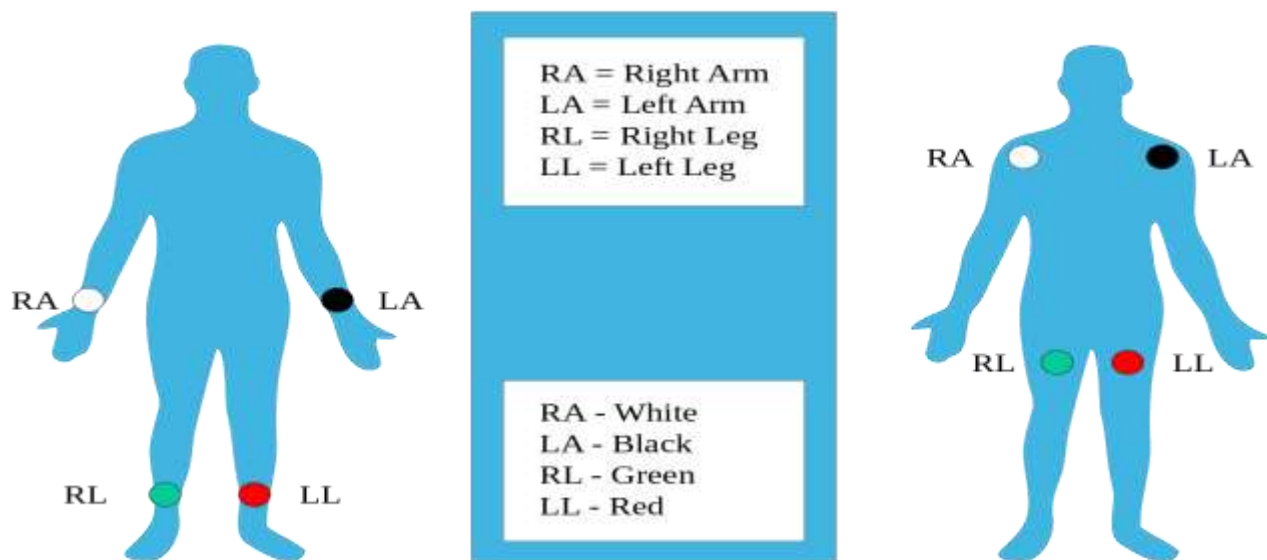 RA = Right Arm
LA = Left Arm
RL = Right Leg
LL = Left Leg
RA
LA
RA
LA
RL
LL
RA - White
LA - Black
RL - Green
LL - Red
RL
LL